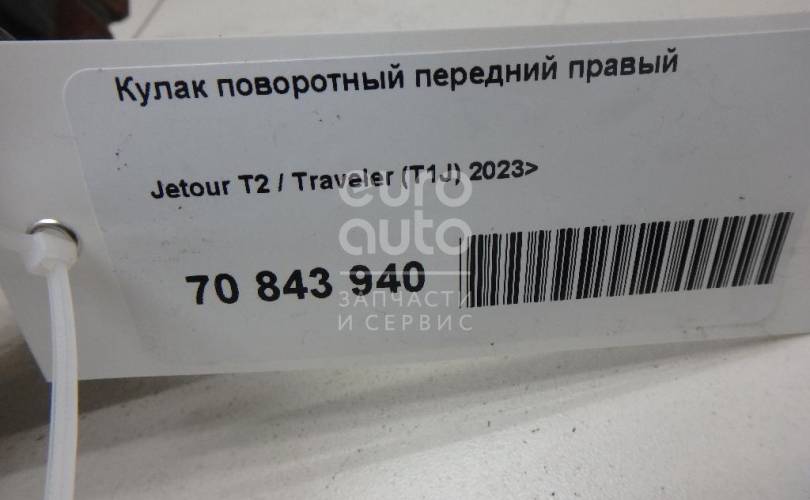 Кулак поворотный передний правый
Jetour T2 / Traveler (T1J) 2023>
euro
auto
70 843 940
ЗАПЧАСТИ
И СЕРВИС